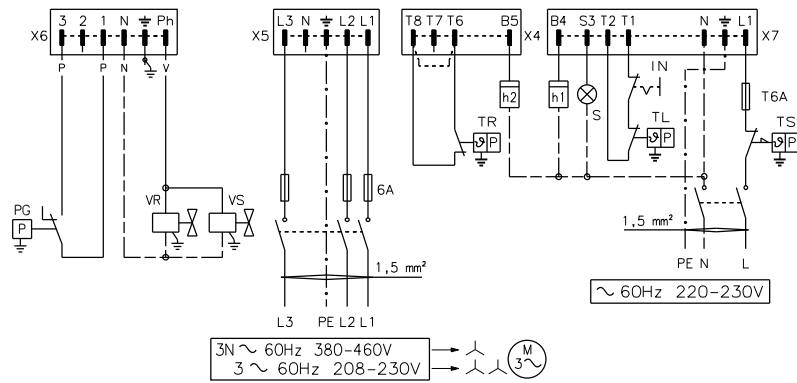 3 2 1 N Ph
X6
P P N V
PG
P
VR VS
L3 N L2 L1
X5
6A
1,5 mm²
L3 PE L2 L1
T8 T7 T6 B5
X4
h2
TR
ϑ P
B4 S3 T2 T1 N L1
X7
h1
S
IN
TL
ϑ P
T6A
TS
ϑ P
1,5 mm²
PE N L
~ 60Hz 220-230V
3N ~ 60Hz 380-460V
3 ~ 60Hz 208-230V
M
3~